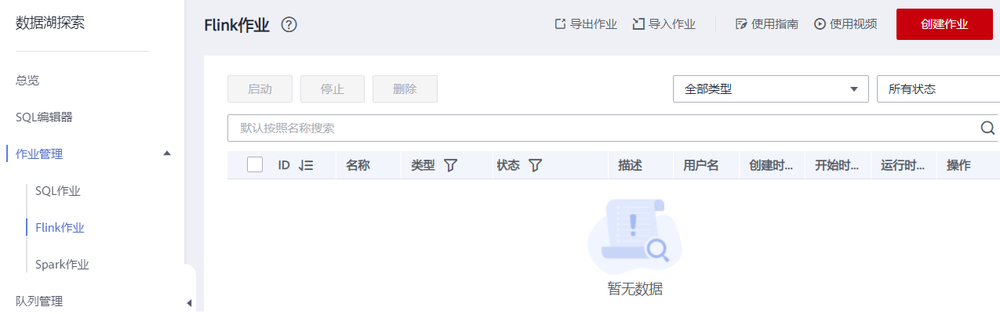 数据湖探索
总览
SQL编辑器
作业管理
SQL作业
Flink作业
Spark作业
队列管理
Flink作业 ?
导出作业 导入作业 使用指南 使用视频 创建作业
启动 停止 删除 全部类型 所有状态
默认按照名称搜索
ID 名称 类型 状态 描述 用户名 创建时... 开始时... 运行时... 操作
暂无数据